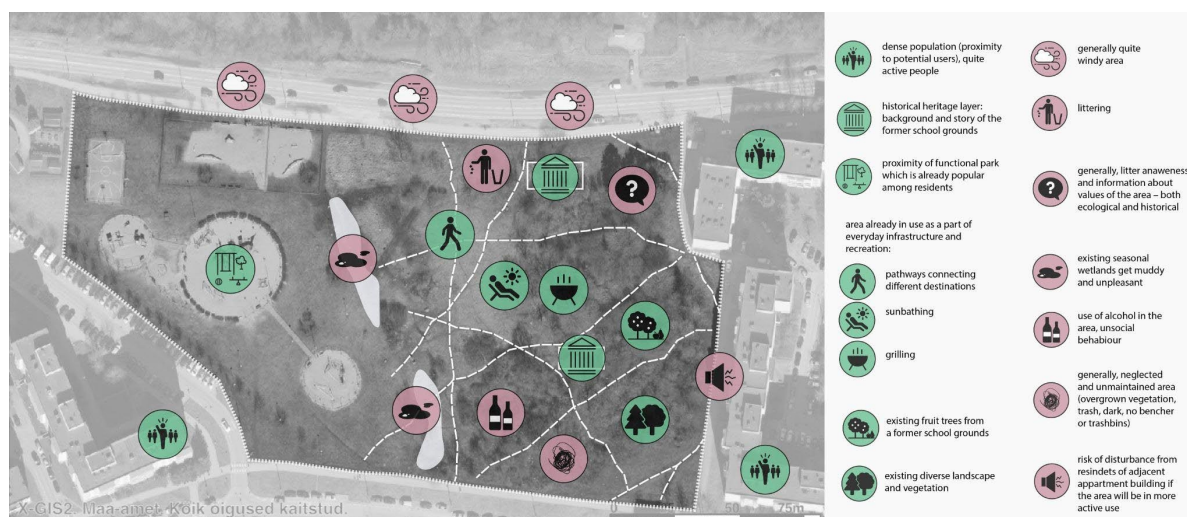 dense population (proximity
to potential users), quite
active people
historical heritage layer:
background and story of the
former school grounds
proximity of functional park
which is already popular
among residents
area already in use as a part of
everyday infrastructure and
recreation:
pathways connecting
different destinations
sunbathing
grilling
existing fruit trees from
a former school grounds
existing diverse landscape
and vegetation
generally quite
windy area
littering
?
generally, litter anaweness
and information about
values of the area – both
ecological and historical
existing seasonal
wetlands get muddy
and unpleasant
use of alcohol in the
area, unsocial
behabiour
generally, neglected
and unmaintained area
(overgrown vegetation,
trash, dark, no bencher
or trashbins)
risk of disturbance from
resindets of adjacent
appartment building if
the area will be in more
active use
?
X-GIS2. Maa-amet. Kõik õigused kaitstud.
0 50 75m